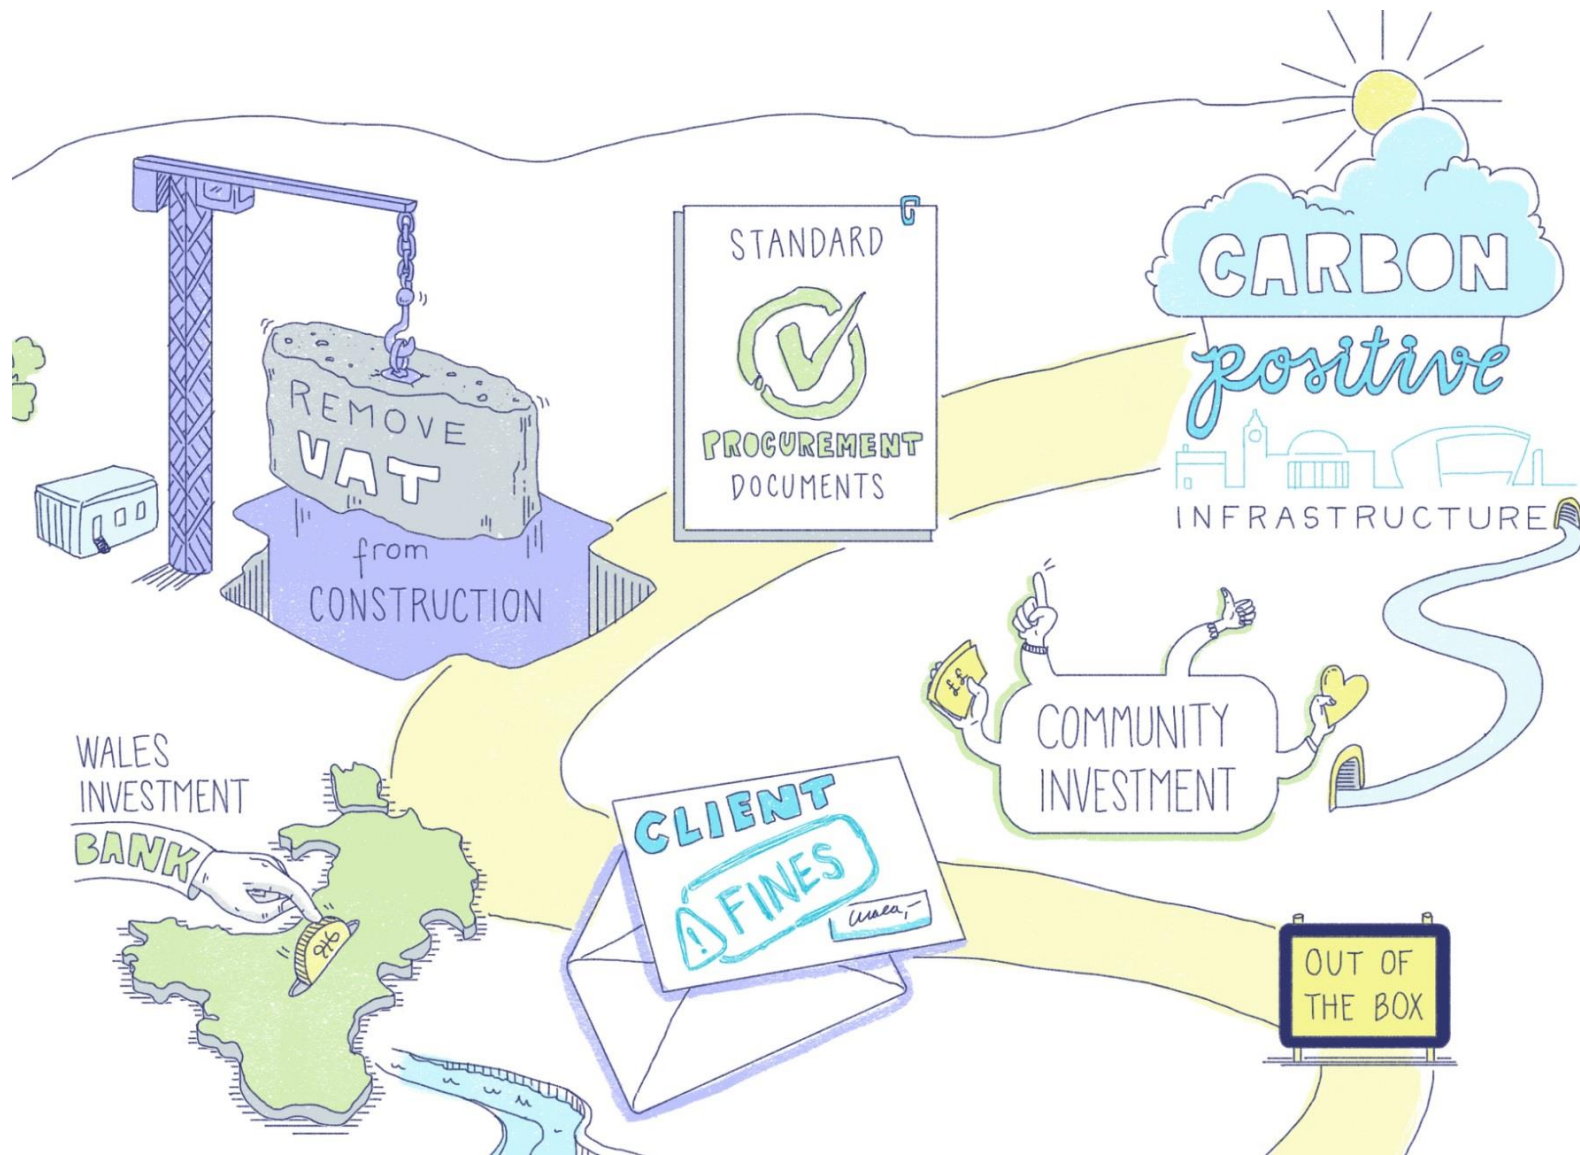 REMOVE
VAT
from
CONSTRUCTION
STANDARD
PROCUREMENT
DOCUMENTS
CARBON
positive
INFRASTRUCTURE
COMMUNITY
INVESTMENT
££
WALES
INVESTMENT
BANK
CLIENT
! FINES
OUT OF
THE BOX